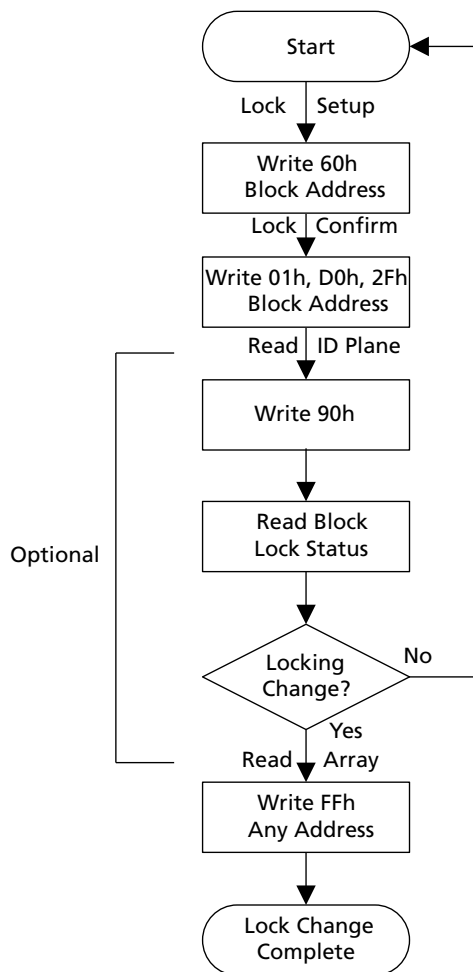 Start
Lock Setup
Write 60h
Block Address
Lock Confirm
Write 01h, D0h, 2Fh
Block Address
Read ID Plane
Write 90h
Read Block
Lock Status
Optional
Locking
Change?
No
Yes
Read Array
Write FFh
Any Address
Lock Change
Complete